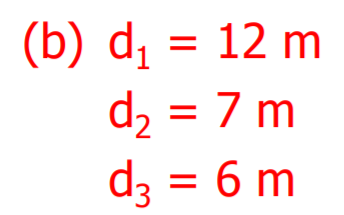 (b) d₁ = 12 m
d₂ = 7 m
d₃ = 6 m